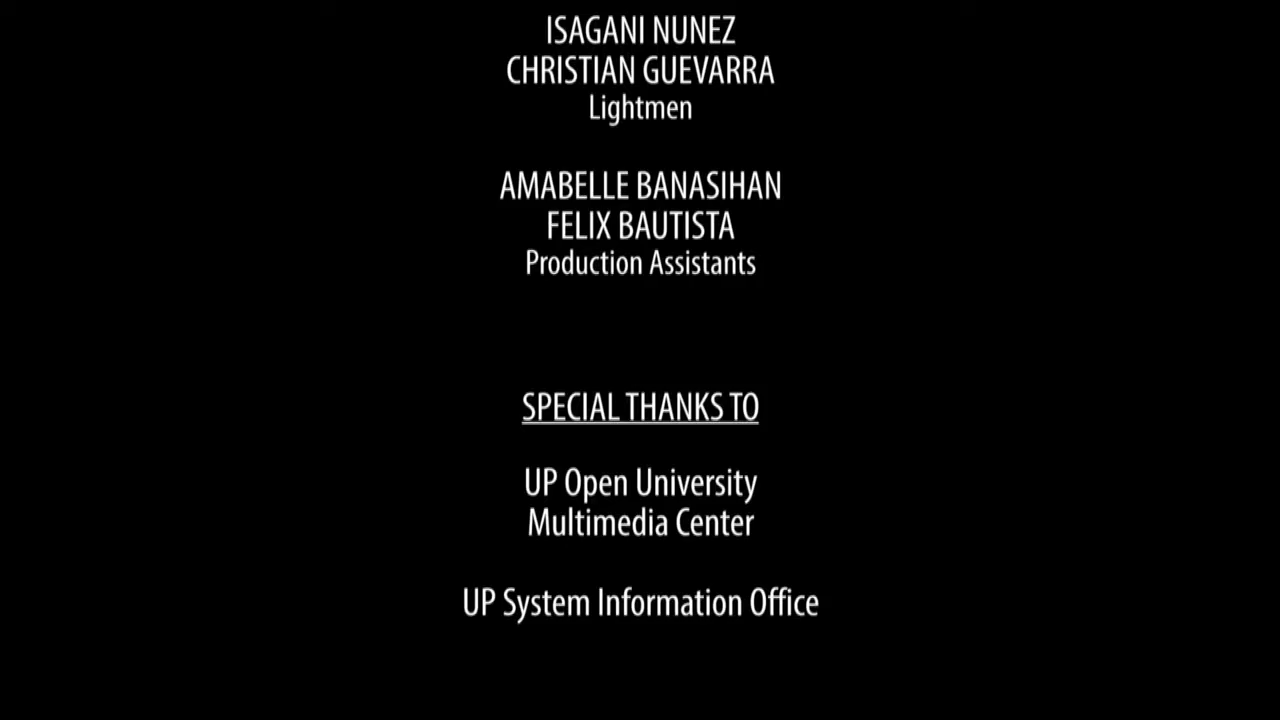 ISAGANI NUNEZ
CHRISTIAN GUEVARRA
Lightmen
AMABELLE BANASIHAN
FELIX BAUTISTA
Production Assistants
SPECIAL THANKS TO
UP Open University
Multimedia Center
UP System Information Office